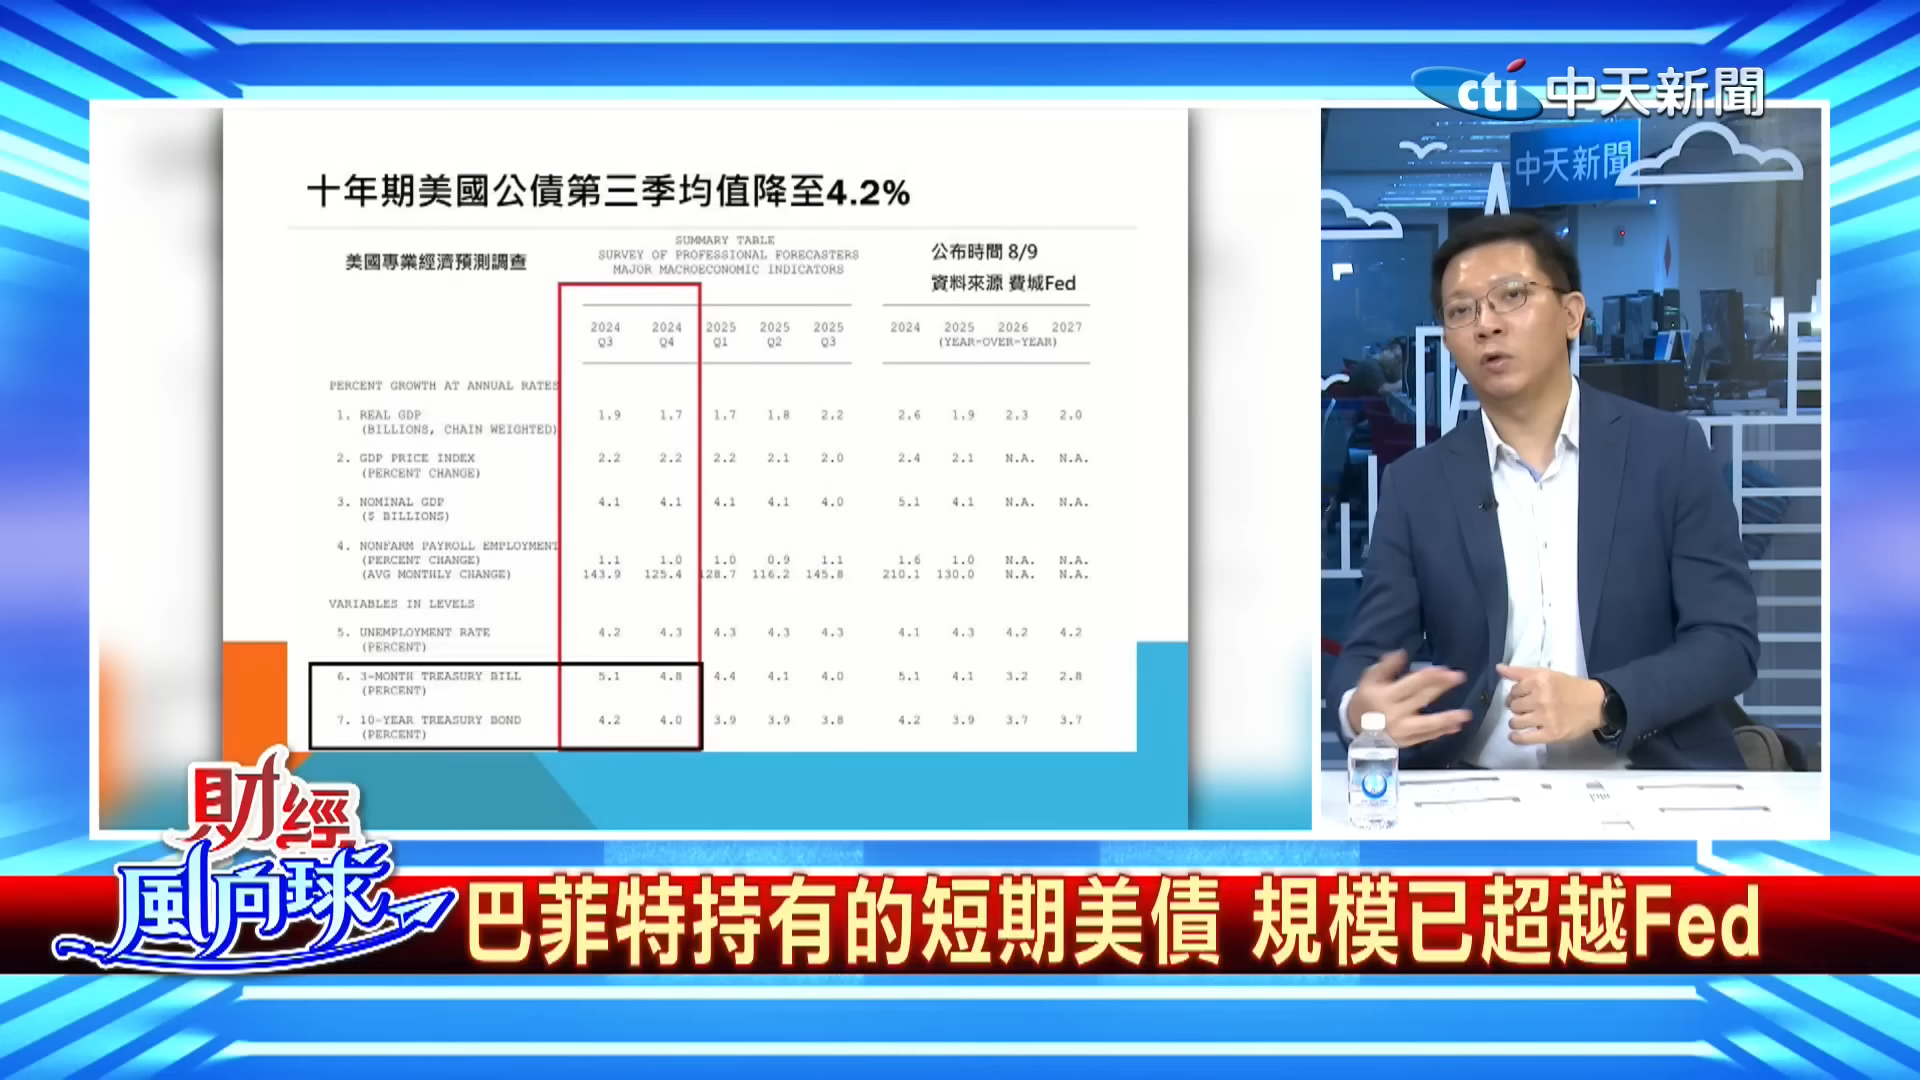 cti 中天新聞
中天新聞
十年期美國公債第三季均值降至4.2%
美國專業經濟預測調查
SUMMARY TABLE
SURVEY OF PROFESSIONAL FORECASTERS
MAJOR MACROECONOMIC INDICATORS
公布時間 8/9
資料來源 費城Fed
2024 2024 2025 2025 2025 2024 2025 2026 2027
Q3 Q4 Q1 Q2 Q3 (YEAR-OVER-YEAR)
PERCENT GROWTH AT ANNUAL RATES
1. REAL GDP 1.9 1.7 1.7 1.8 2.2 2.6 1.9 2.3 2.0
(BILLIONS, CHAIN WEIGHTED)
2. GDP PRICE INDEX 2.2 2.2 2.2 2.1 2.0 2.4 2.1 N.A. N.A.
(PERCENT CHANGE)
3. NOMINAL GDP 4.1 4.1 4.1 4.1 4.0 5.1 4.1 N.A. N.A.
($ BILLIONS)
4. NONFARM PAYROLL EMPLOYMENT
(PERCENT CHANGE) 1.1 1.0 1.0 0.9 1.1 1.6 1.0 N.A. N.A.
(AVG MONTHLY CHANGE) 143.9 125.4 128.7 116.2 145.8 210.1 130.0 N.A. N.A.
VARIABLES IN LEVELS
5. UNEMPLOYMENT RATE 4.2 4.3 4.3 4.3 4.3 4.1 4.3 4.2 4.2
(PERCENT)
6. 3-MONTH TREASURY BILL 5.1 4.8 4.4 4.1 4.0 5.1 4.1 3.2 2.8
(PERCENT)
7. 10-YEAR TREASURY BOND 4.2 4.0 3.9 3.9 3.8 4.2 3.9 3.7 3.7
(PERCENT)
財經
風向球
巴菲特持有的短期美債 規模已超越Fed